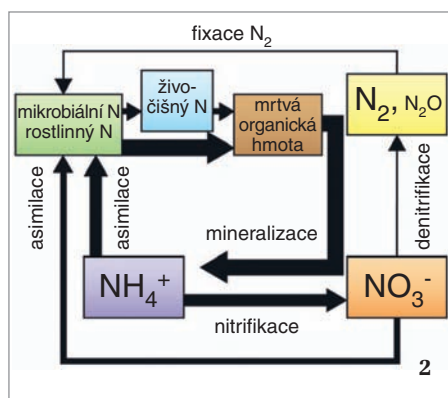 fixace N₂
mikrobiální N
rostlinný N
živo-
čišný N
mrtvá
organická
hmota
N₂, N₂O
asimilace
asimilace
mineralizace
denitrifikace
NH₄⁺
nitrifikace
NO₃⁻
2